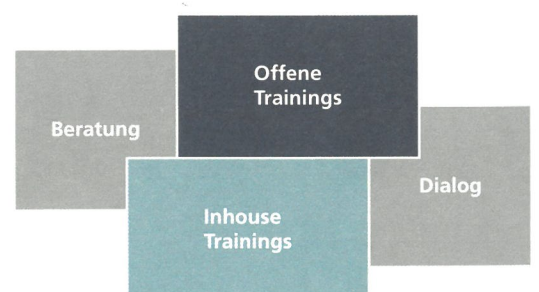 Offene
Trainings
Beratung
Dialog
Inhouse
Trainings